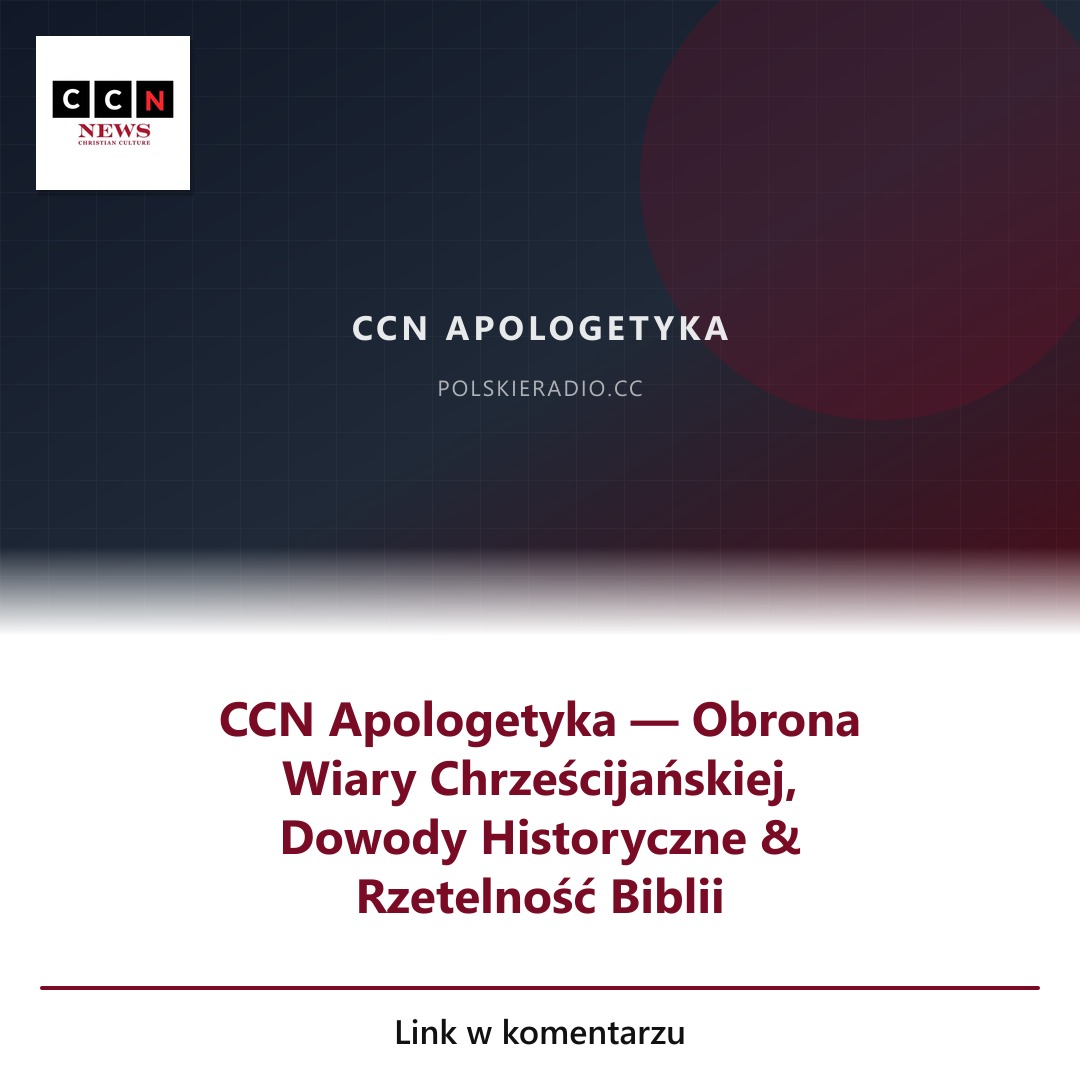 CCN
NEWS
CHRISTIAN CULTURE
CCN APOLOGETYKA
POLSKIERADIO.CC
CCN Apologetyka — Obrona
Wiary Chrześcijańskiej,
Dowody Historyczne &
Rzetelność Biblii
Link w komentarzu